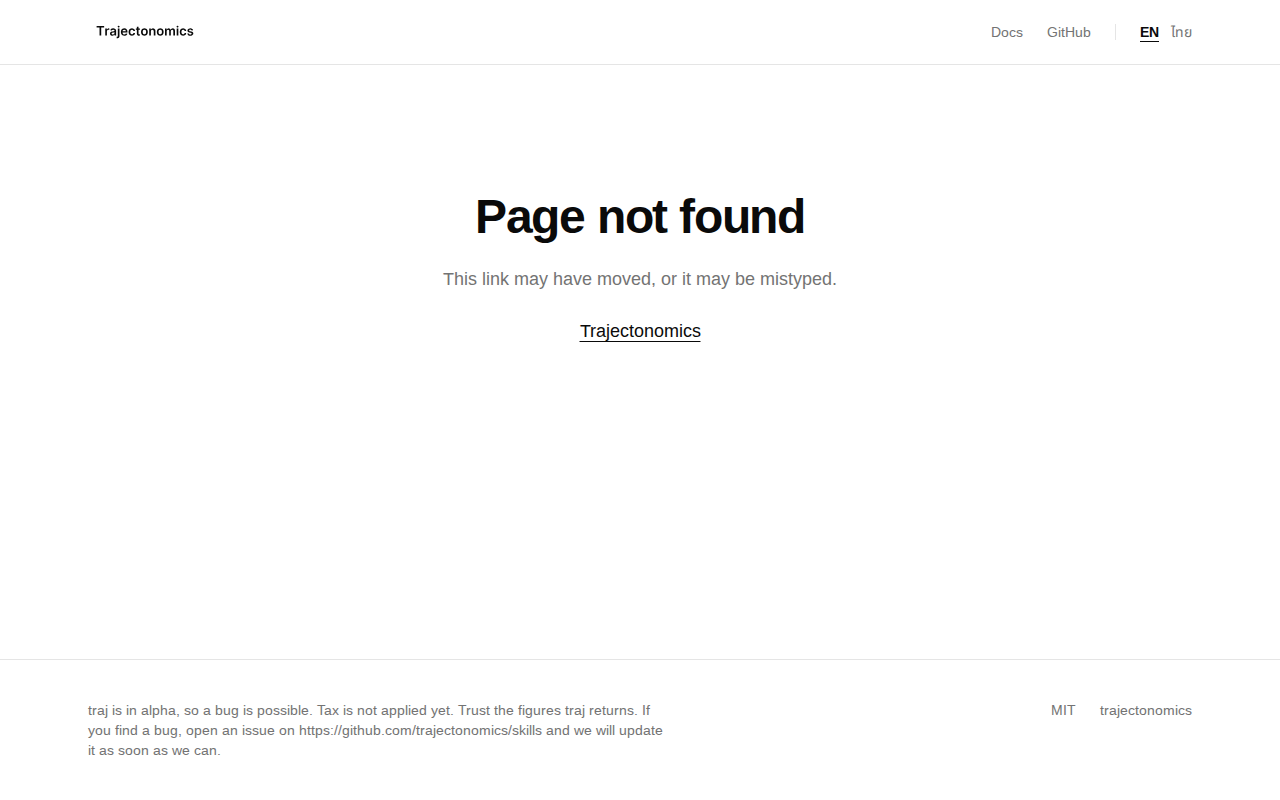 Trajectonomics
Docs GitHub EN ไทย
Page not found
This link may have moved, or it may be mistyped.
Trajectonomics
traj is in alpha, so a bug is possible. Tax is not applied yet. Trust the figures traj returns. If
you find a bug, open an issue on https://github.com/trajectonomics/skills and we will update
it as soon as we can.
MIT trajectonomics